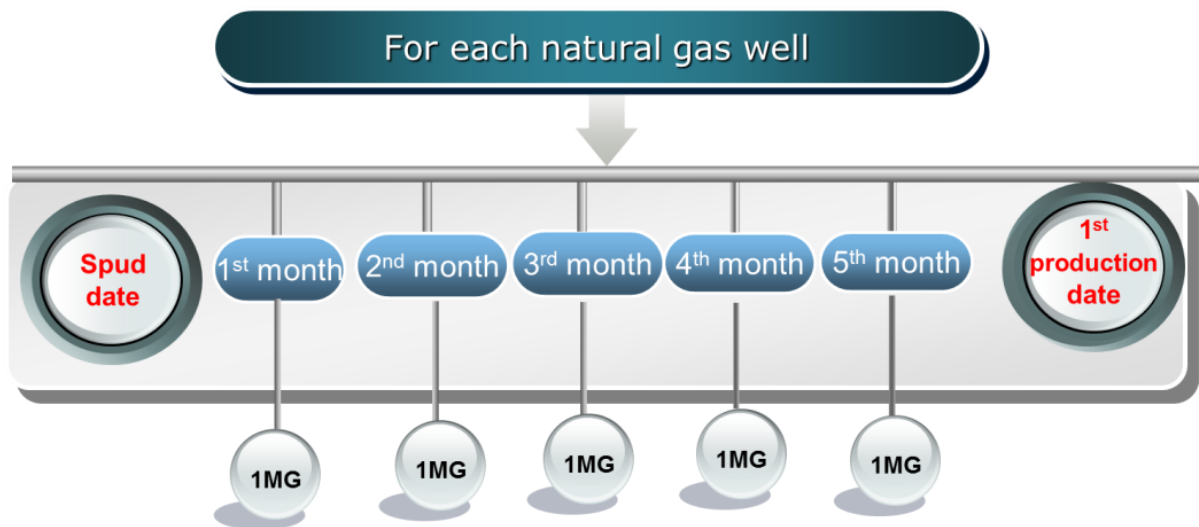 For each natural gas well
Spud
date
1st month
2nd month
3rd month
4th month
5th month
1st
production
date
1MG
1MG
1MG
1MG
1MG